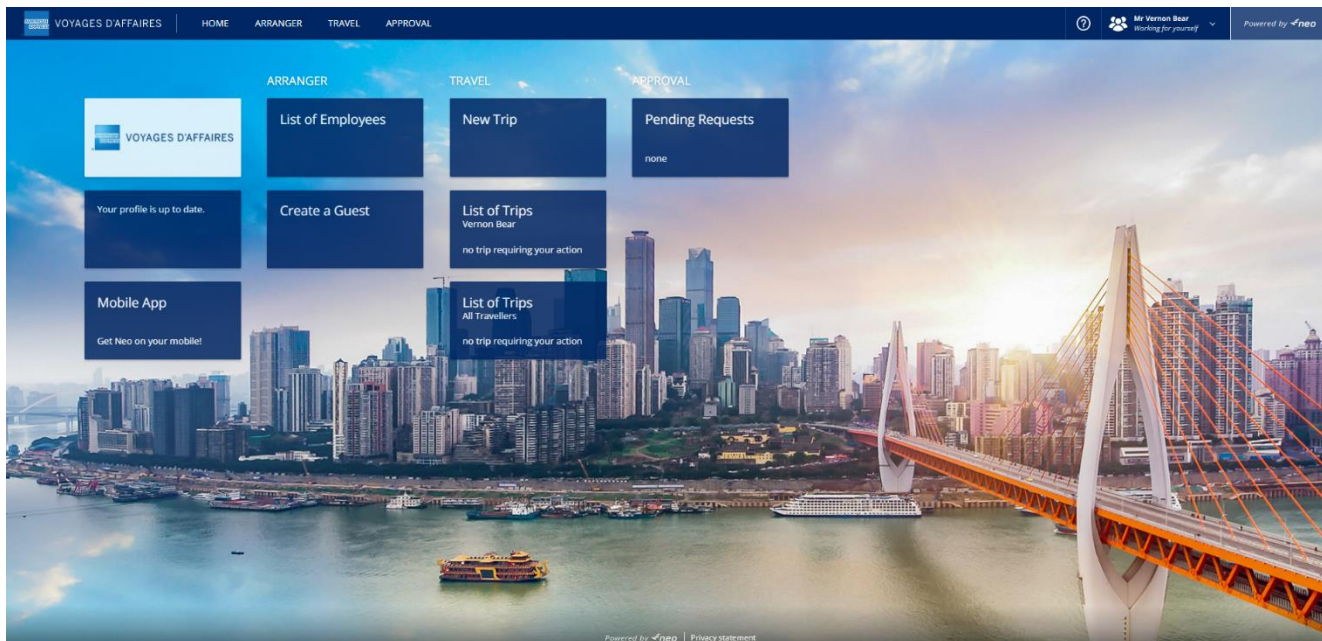 VOYAGES D'AFFAIRES
HOME
ARRANGER
TRAVEL
APPROVAL
Mr Vernon Bear
Working for yourself
Powered by neo
ARRANGER
TRAVEL
APPROVAL
VOYAGES D'AFFAIRES
List of Employees
New Trip
Pending Requests
none
Your profile is up to date.
Create a Guest
List of Trips
Vernon Bear
no trip requiring your action
Mobile App
Get Neo on your mobile!
List of Trips
All Travellers
no trip requiring your action
Powered by neo | Privacy statement